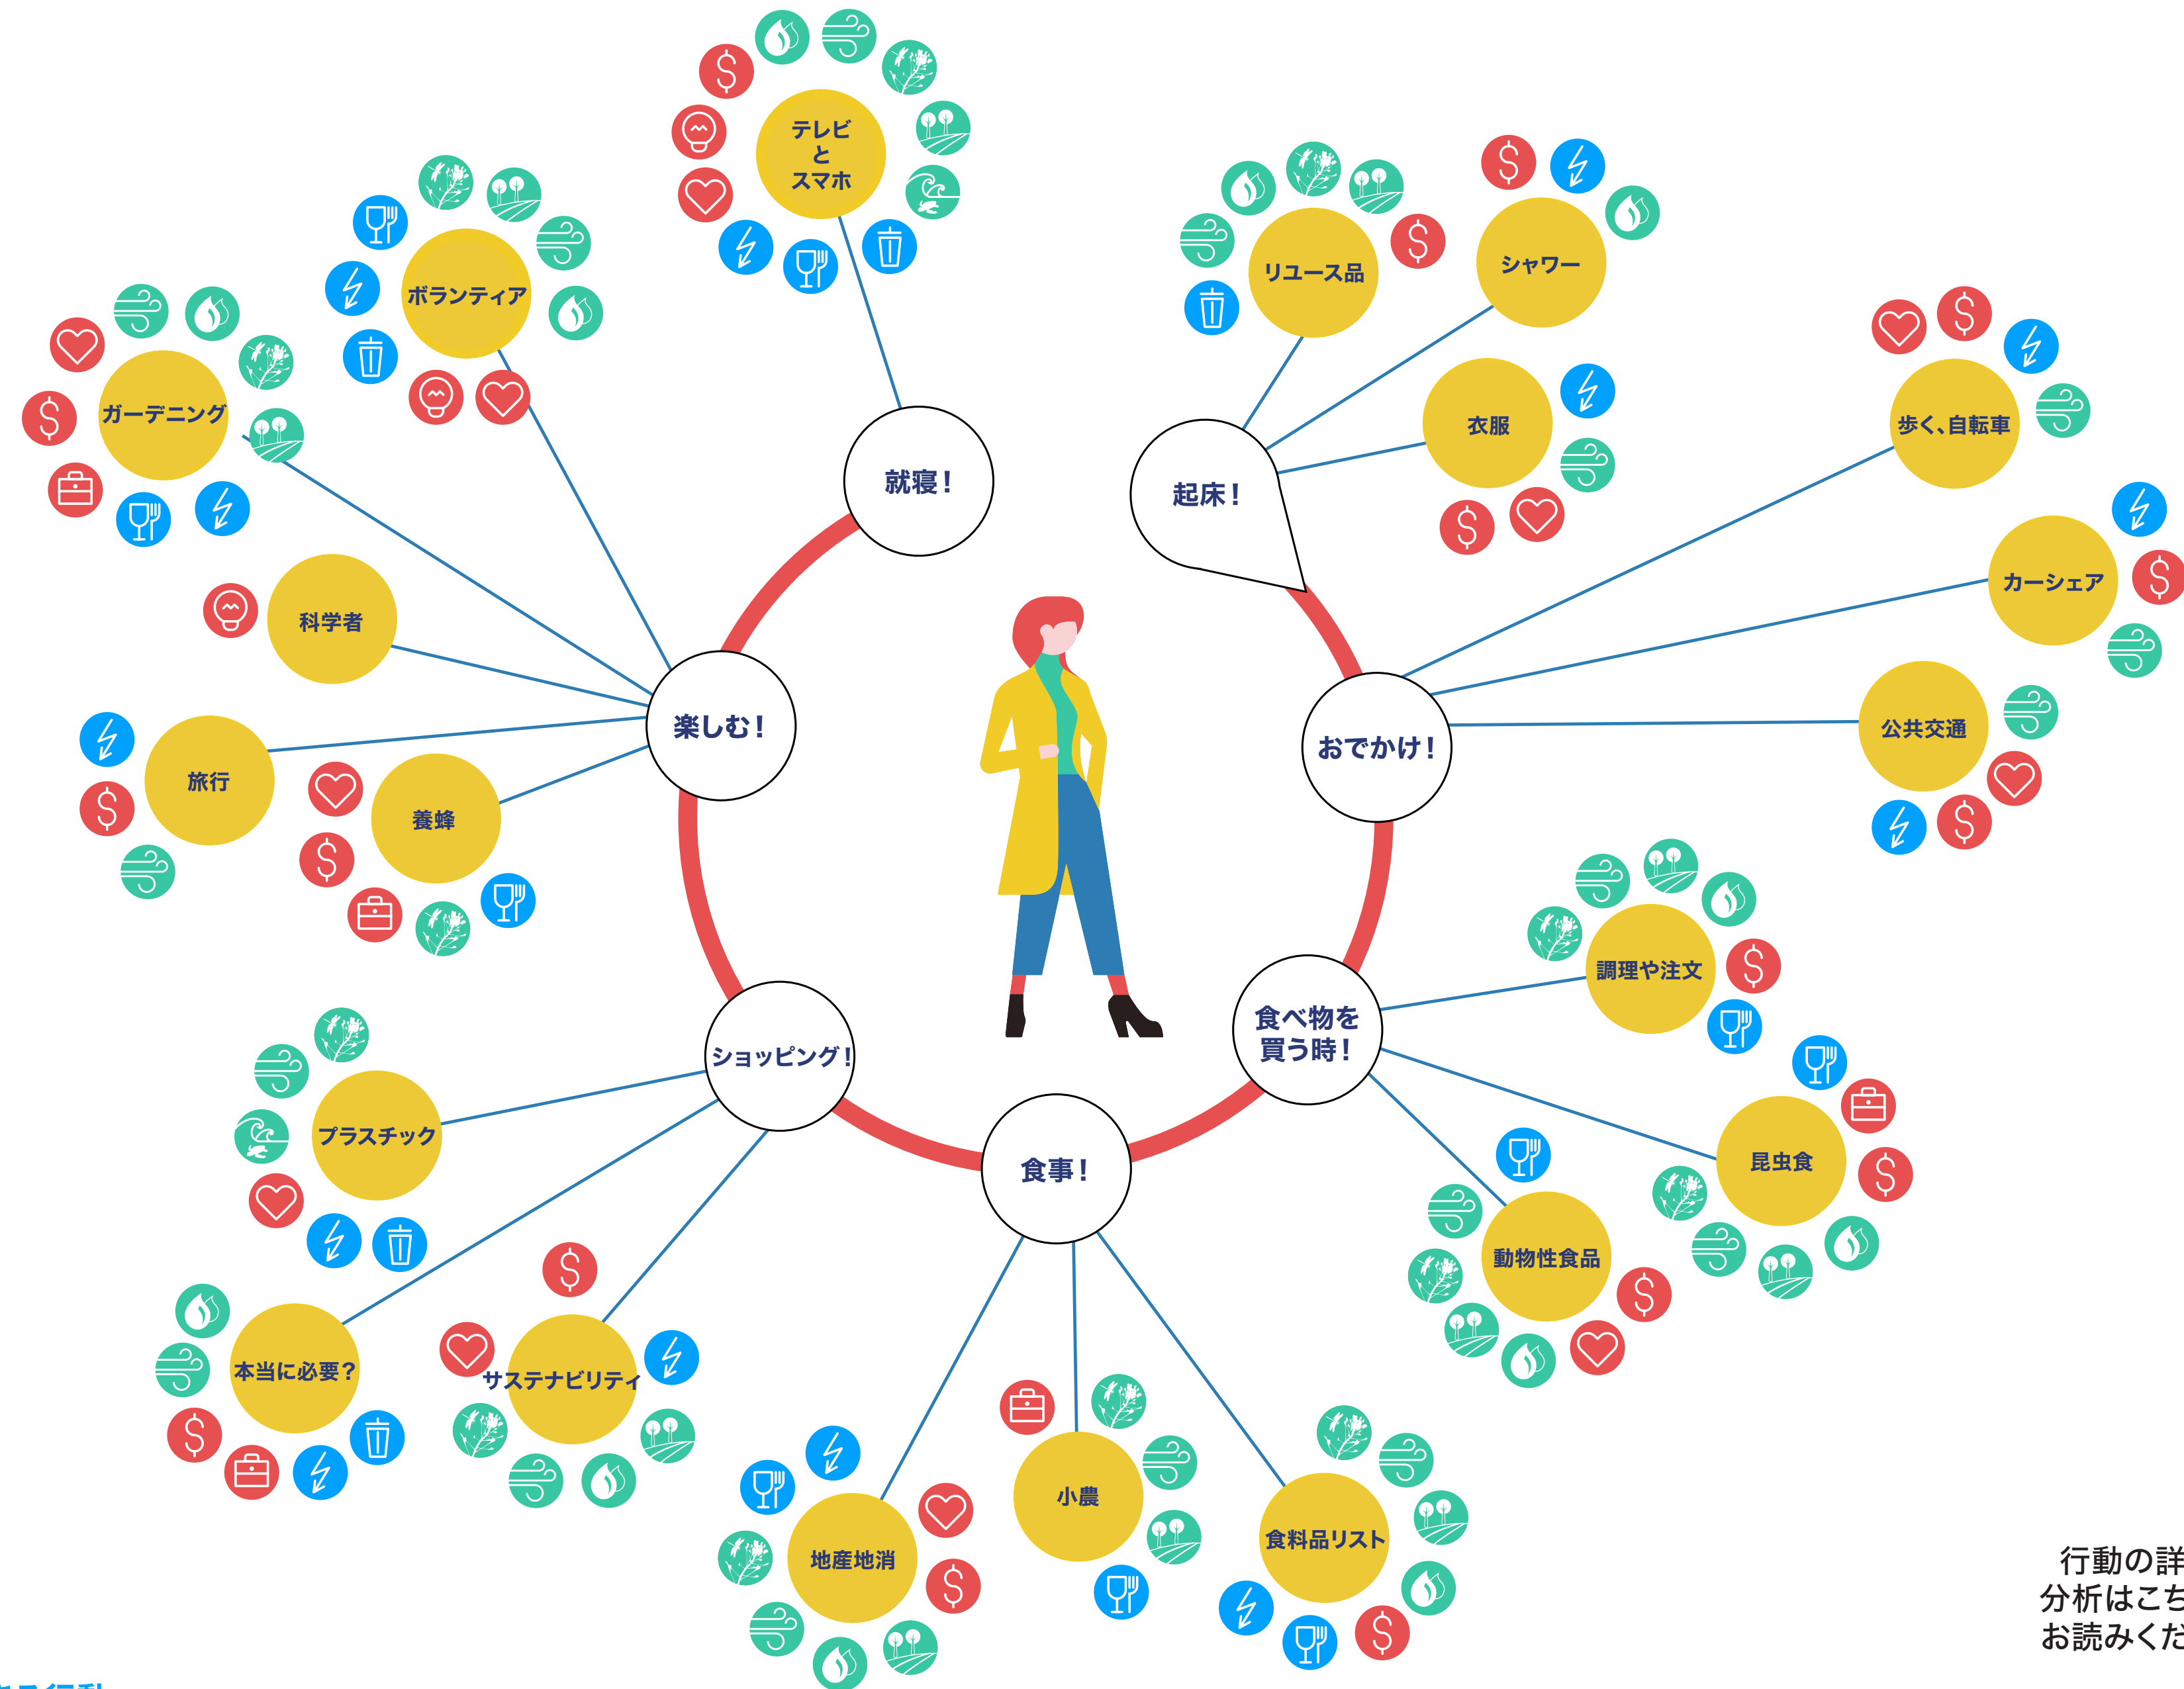 テレビ
と
スマホ
ボランティア
リユース品
シャワー
ガーデニング
衣服
歩く、自転車
就寝!
起床!
科学者
カーシェア
楽しむ!
おでかけ!
公共交通
旅行
養蜂
調理や注文
食べ物を
買う時!
ショッピング!
プラスチック
食事!
昆虫食
動物性食品
本当に必要?
サステナビリティ
小農
地産地消
食料品リスト
行動の詳
分析はこち
お読みくだ
る行動